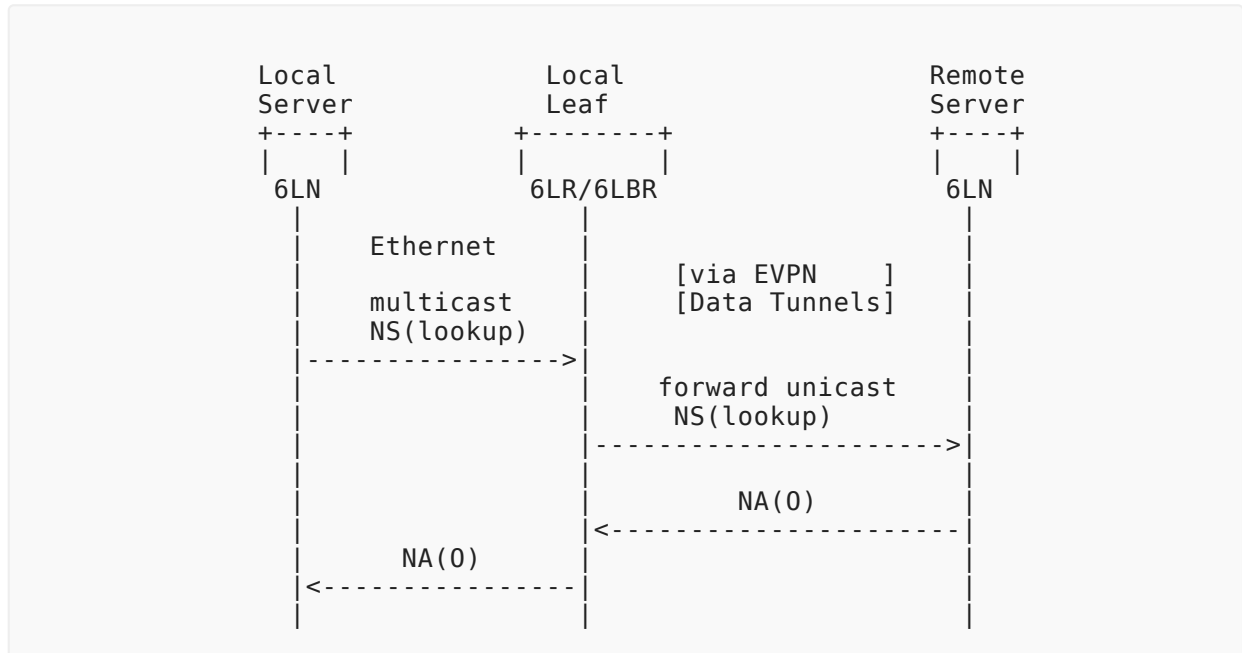 Local Local Remote
Server Leaf Server
+----+ +--------+ +----+
| | | | | |
6LN 6LR/6LBR 6LN
| | |
| Ethernet | |
| | [via EVPN ] |
| multicast | [Data Tunnels] |
| NS(lookup) | |
|---------------->| |
| | forward unicast |
| | NS(lookup) |
| |---------------------->|
| | |
| | NA(O) |
| |<----------------------|
| NA(O) | |
|<----------------| |
| | |